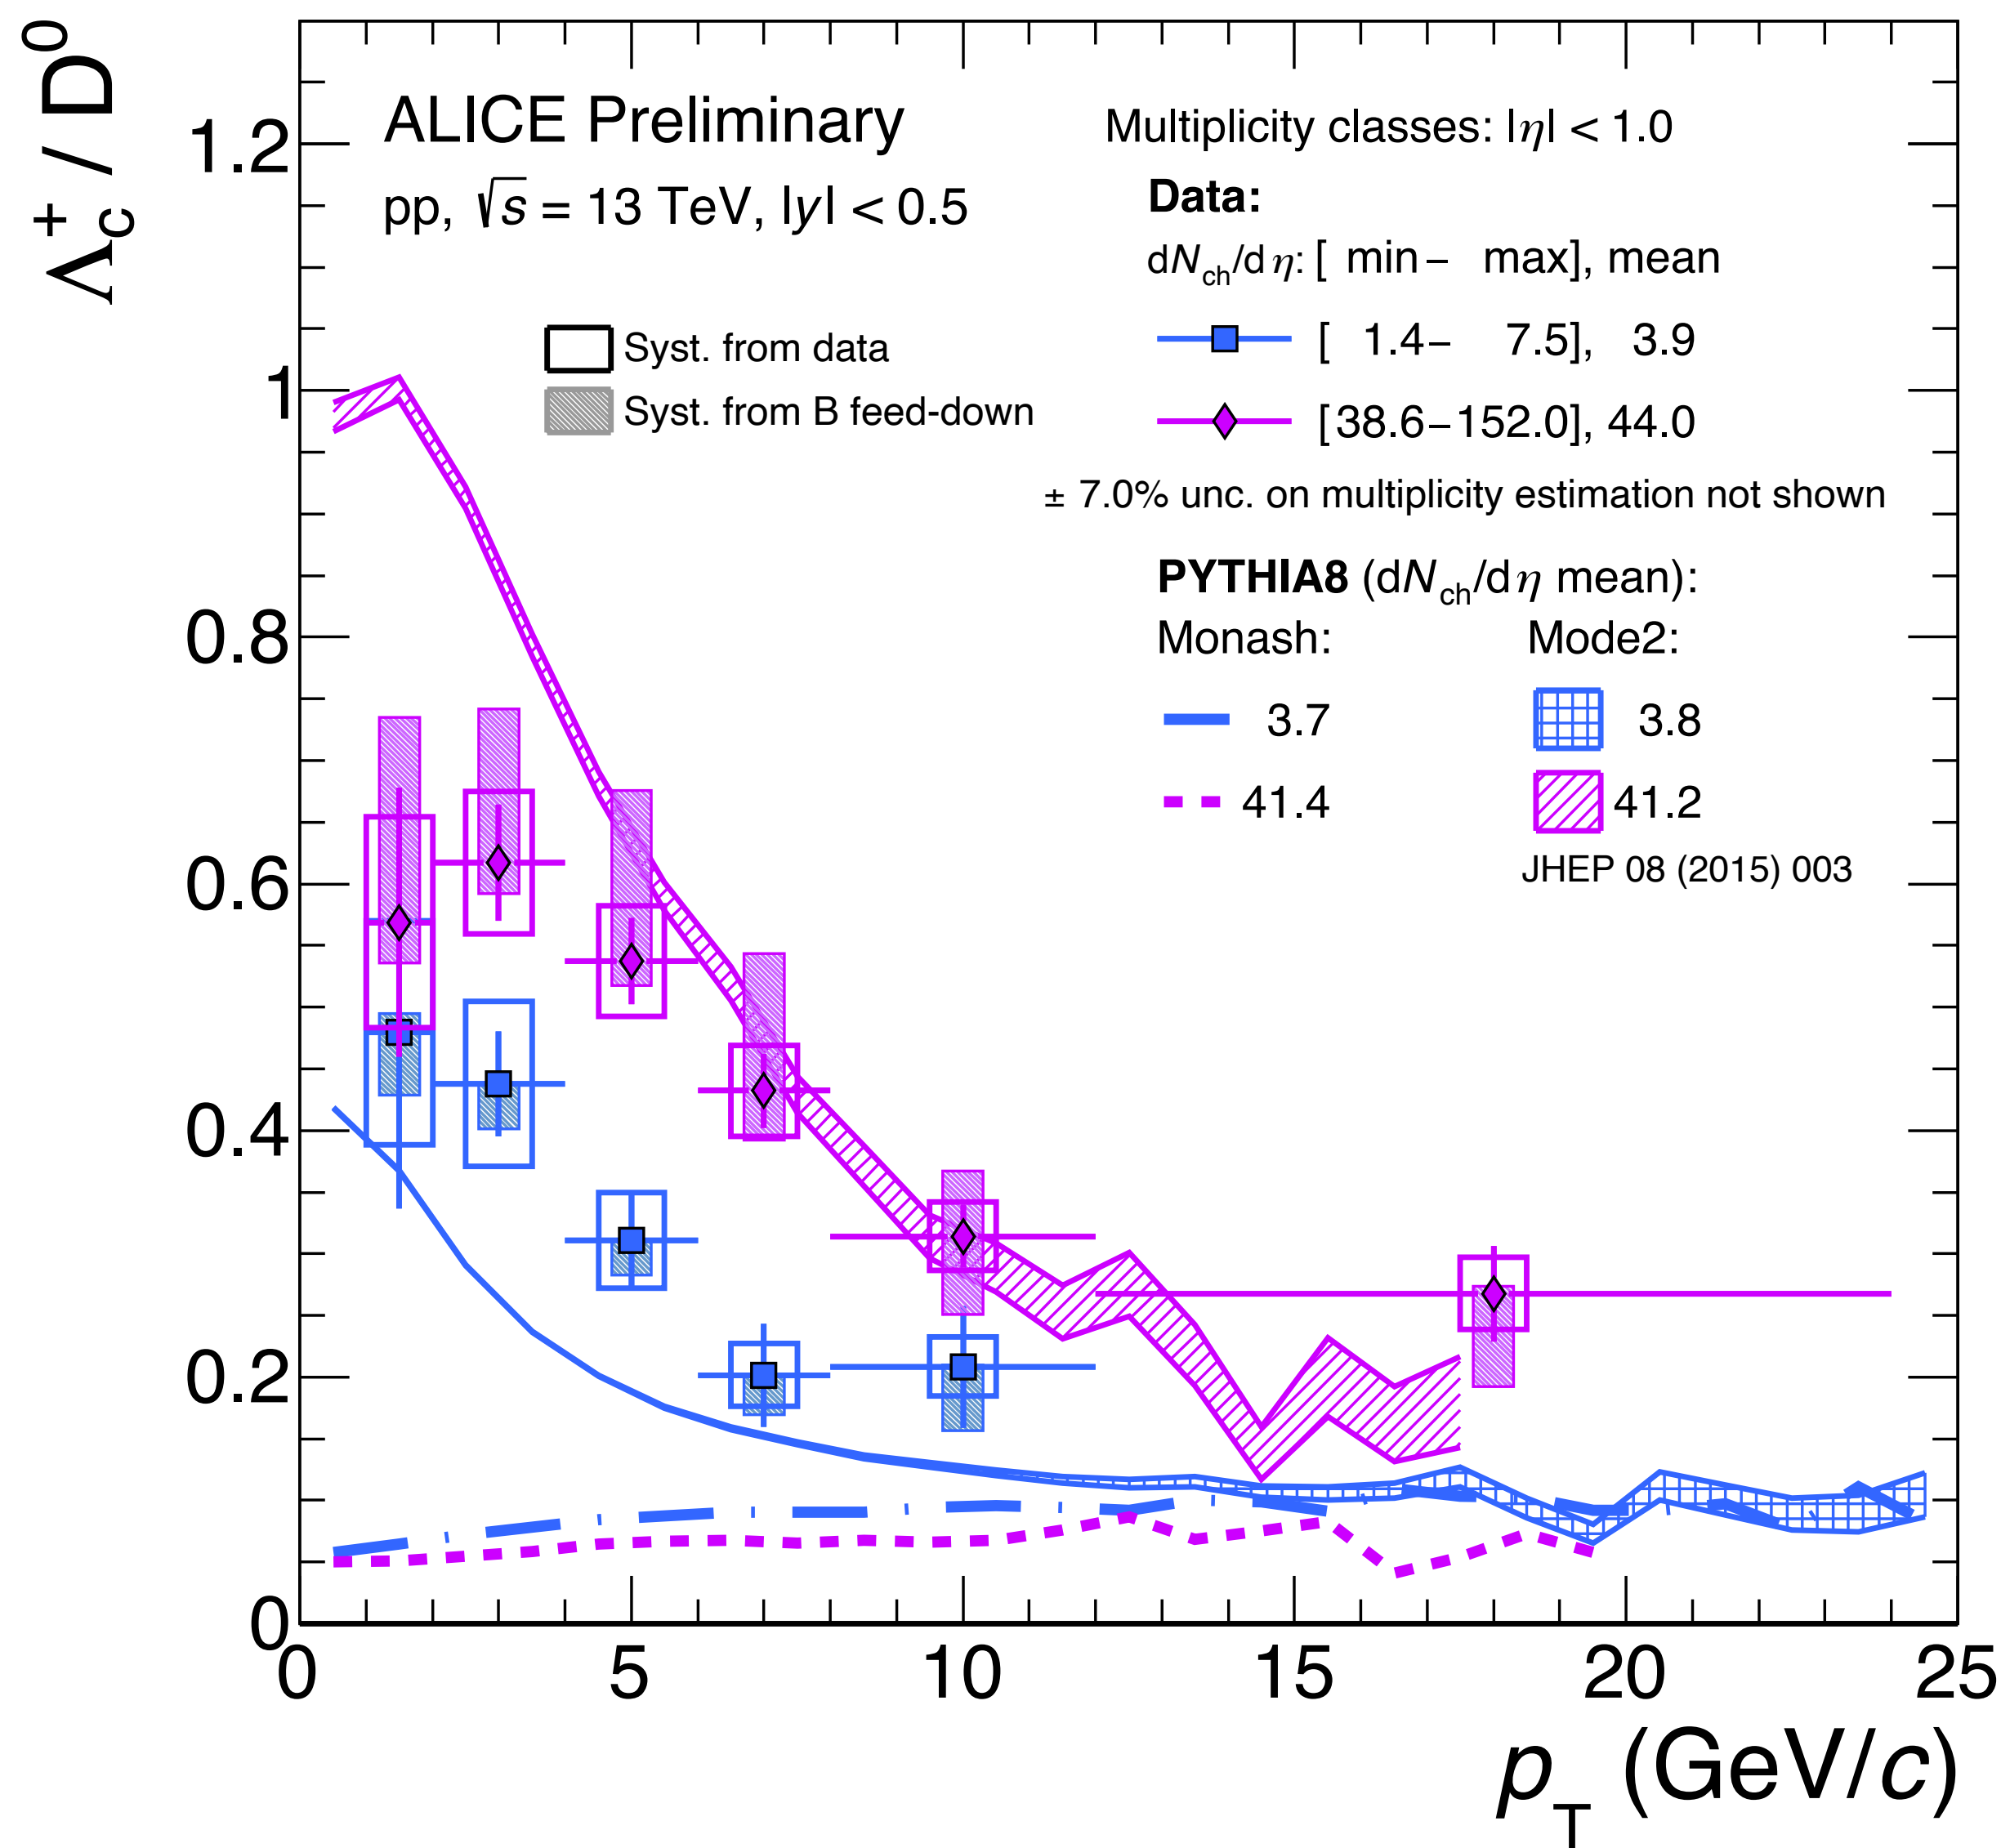 Λc+ / D0
1.2
1
0.8
0.6
0.4
0.2
0
ALICE Preliminary
pp, √s = 13 TeV, |y| < 0.5
Syst. from data
Syst. from B feed-down
Multiplicity classes: |η| < 1.0
Data:
dNch/dη: [ min − max], mean
[ 1.4 − 7.5], 3.9
[38.6 − 152.0], 44.0
± 7.0% unc. on multiplicity estimation not shown
PYTHIA8 (dNch/dη mean):
Monash: Mode2:
3.7 3.8
41.4 41.2
JHEP 08 (2015) 003
0 5 10 15 20 25
pT (GeV/c)